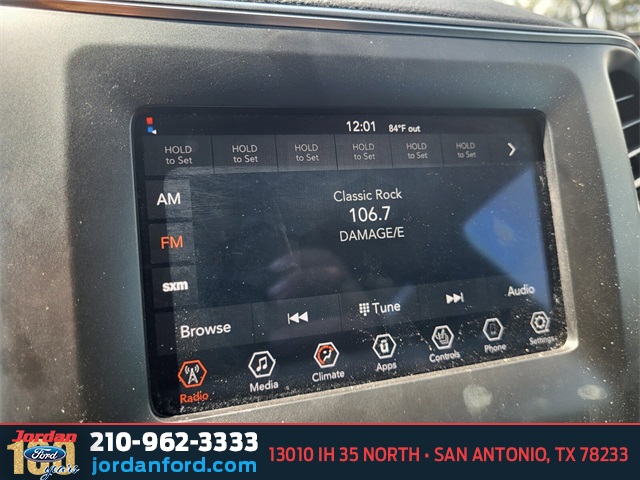 12:01 84°F out
HOLD to Set HOLD to Set HOLD to Set HOLD to Set HOLD to Set HOLD to Set
AM
Classic Rock
106.7
FM
DAMAGE/E
sxm
Browse Tune Audio
Radio Media Climate Apps Controls Phone Settings
Jordan
Ford
100 years
210-962-3333
jordanford.com
13010 IH 35 NORTH • SAN ANTONIO, TX 78233